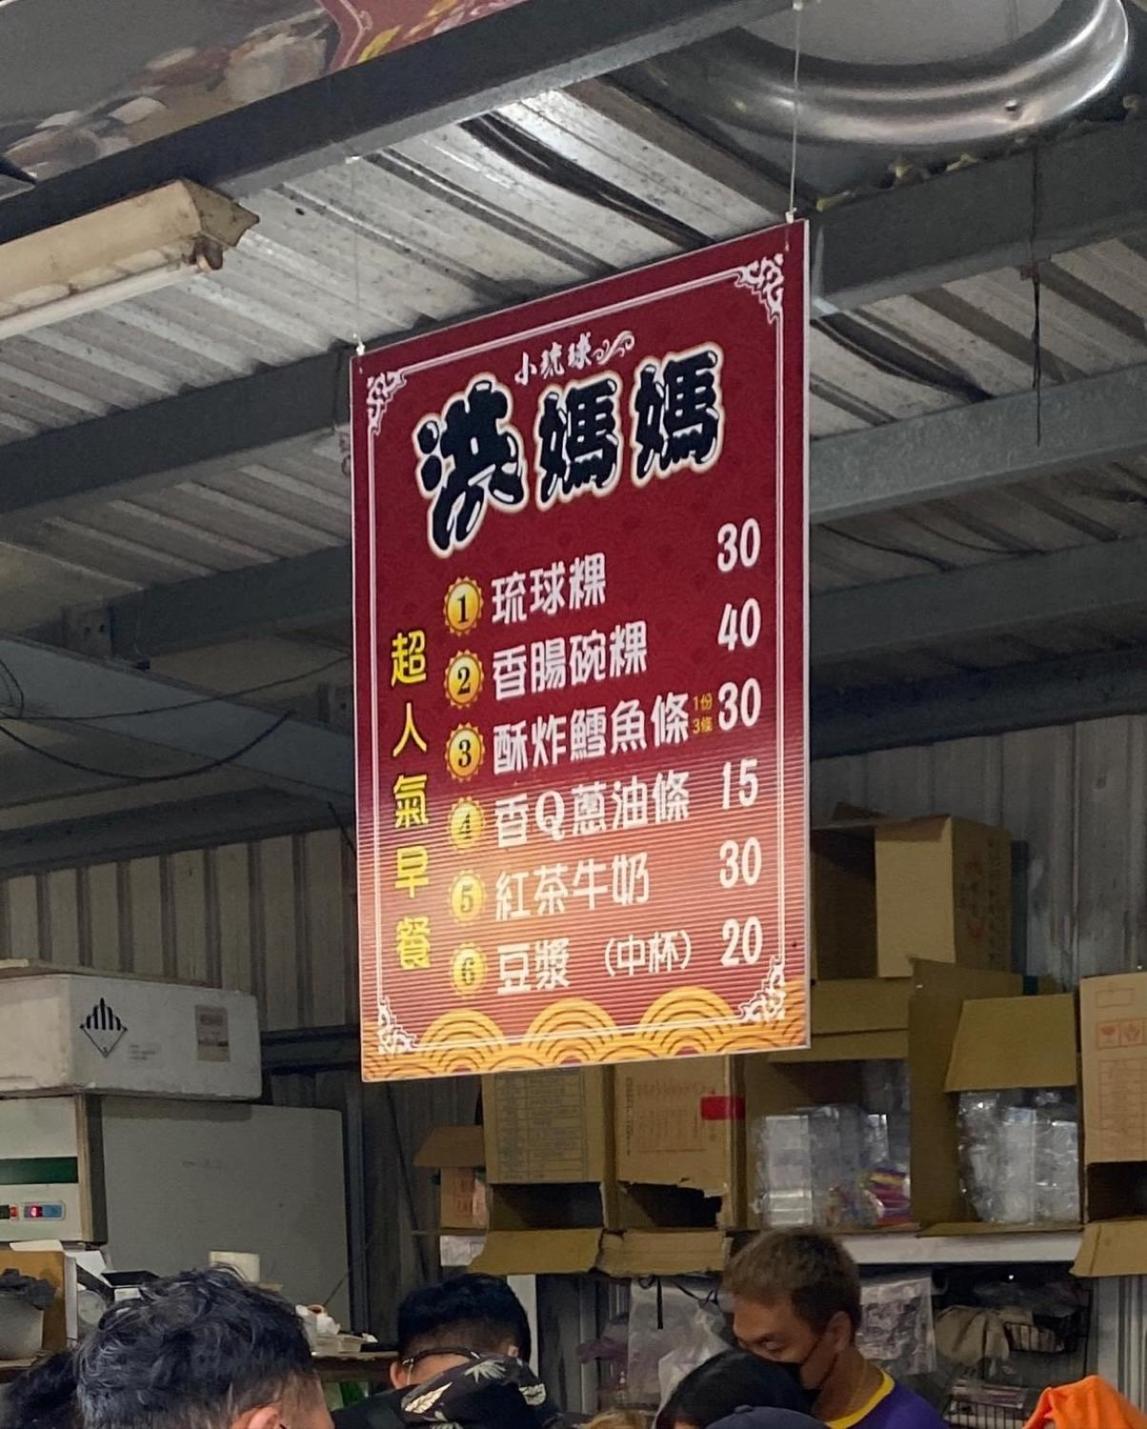 小琉球
洪媽媽
超人氣早餐
1 琉球粿 30
2 香腸碗粿 40
3 酥炸鱈魚條 1份3條 30
4 香Q蔥油條 15
5 紅茶牛奶 30
6 豆漿 (中杯) 20